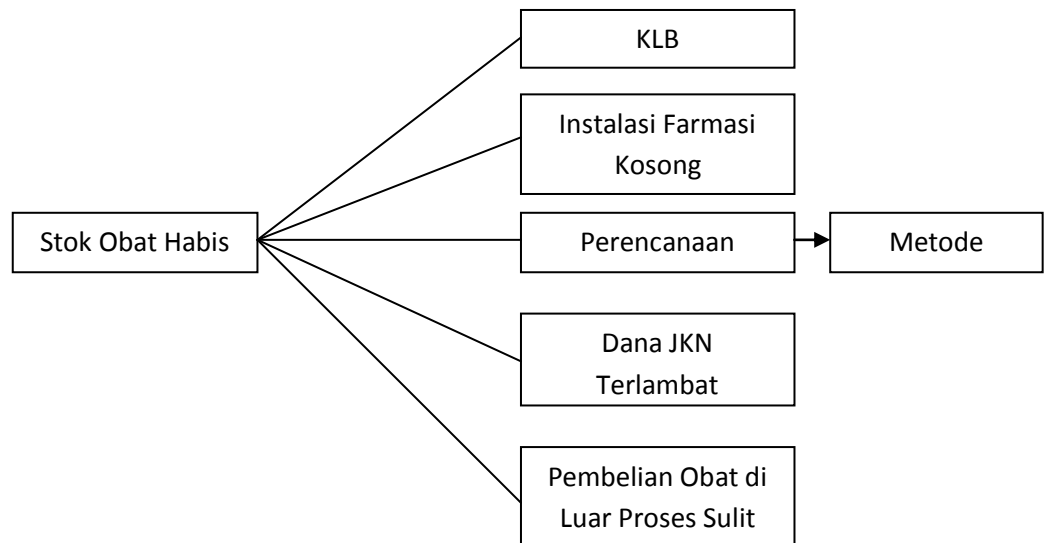 KLB
Instalasi Farmasi
Kosong
Stok Obat Habis
Perencanaan
Metode
Dana JKN
Terlambat
Pembelian Obat di
Luar Proses Sulit